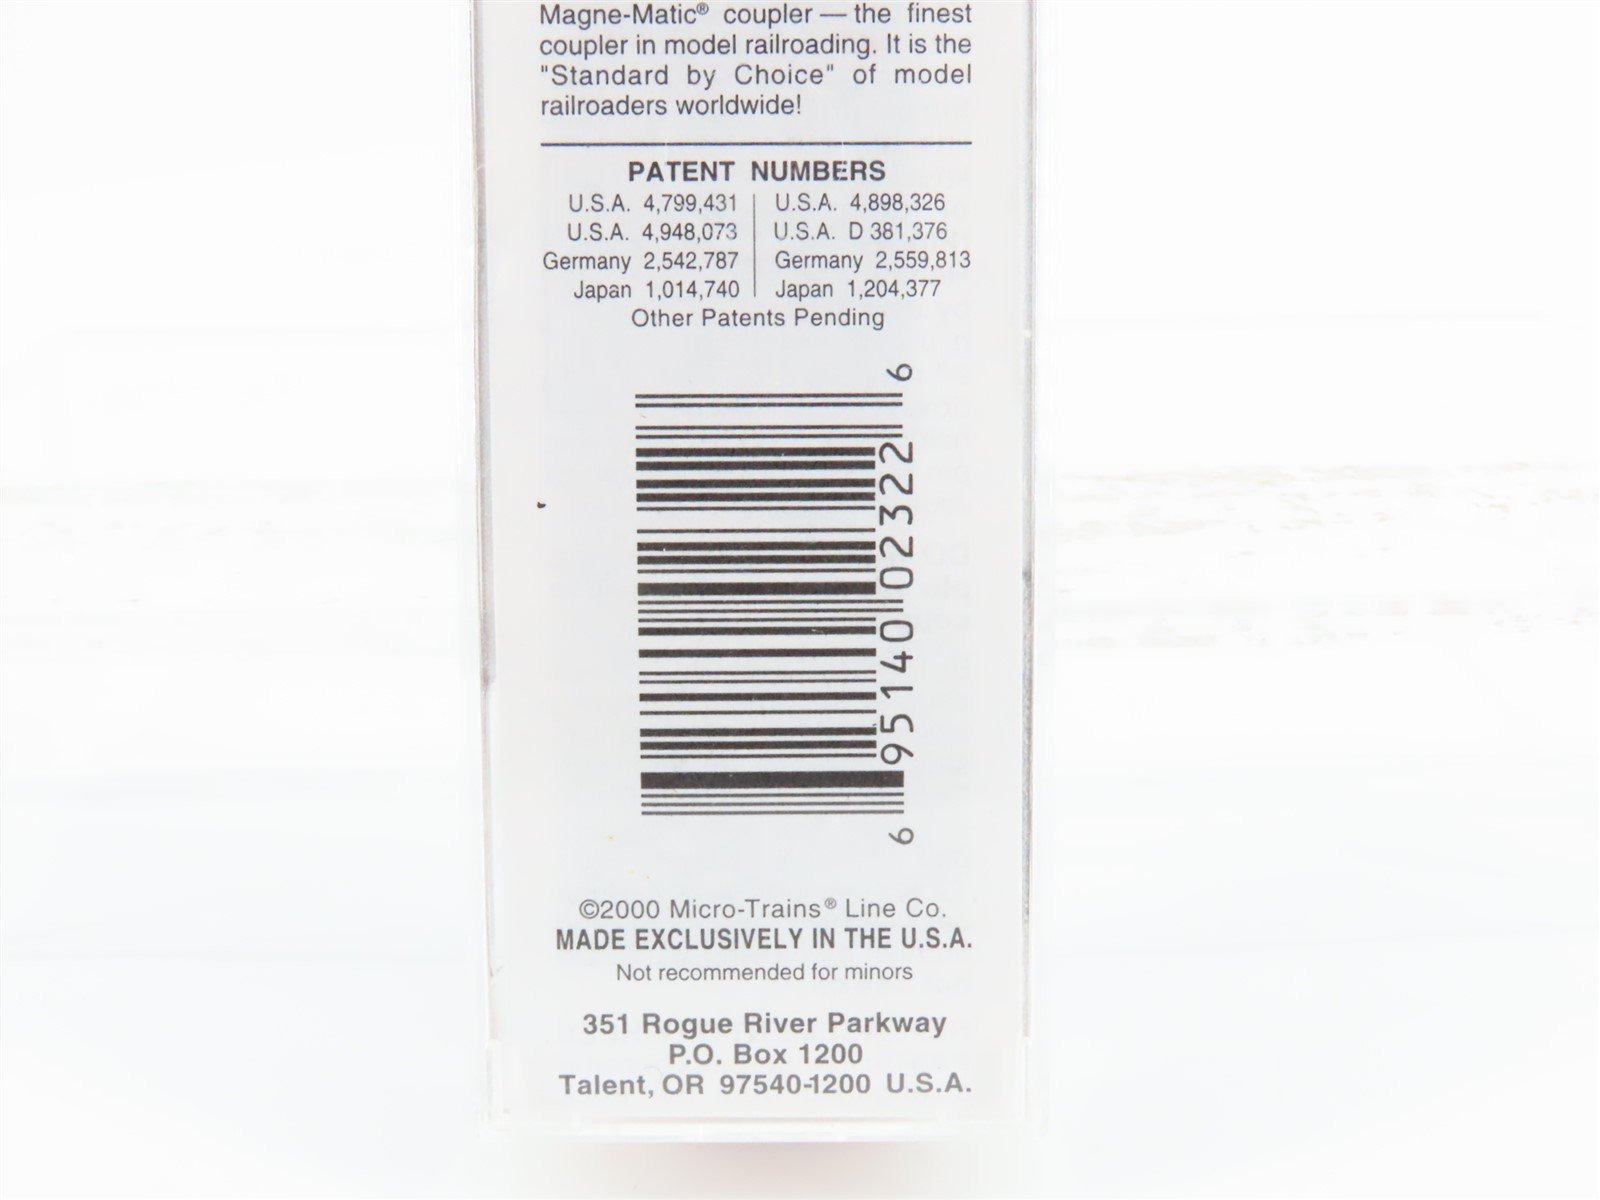 Magne-Matic® coupler — the finest
coupler in model railroading. It is the
"Standard by Choice" of model
railroaders worldwide!
PATENT NUMBERS
U.S.A. 4,799,431 | U.S.A. 4,898,326
U.S.A. 4,948,073 | U.S.A. D 381,376
Germany 2,542,787 | Germany 2,559,813
Japan 1,014,740 | Japan 1,204,377
Other Patents Pending
6 95140 02322 6
©2000 Micro-Trains® Line Co.
MADE EXCLUSIVELY IN THE U.S.A.
Not recommended for minors
351 Rogue River Parkway
P.O. Box 1200
Talent, OR 97540-1200 U.S.A.